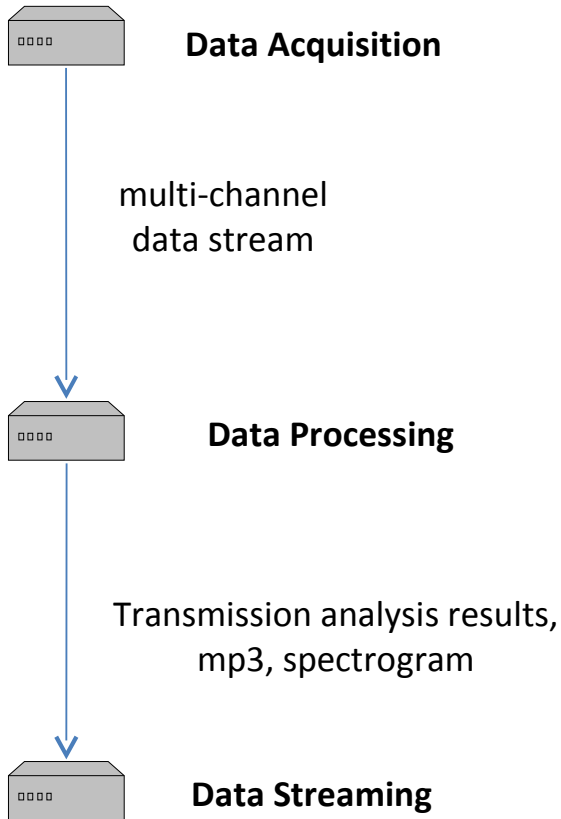 Data Acquisition
multi-channel
data stream
Data Processing
Transmission analysis results,
mp3, spectrogram
Data Streaming